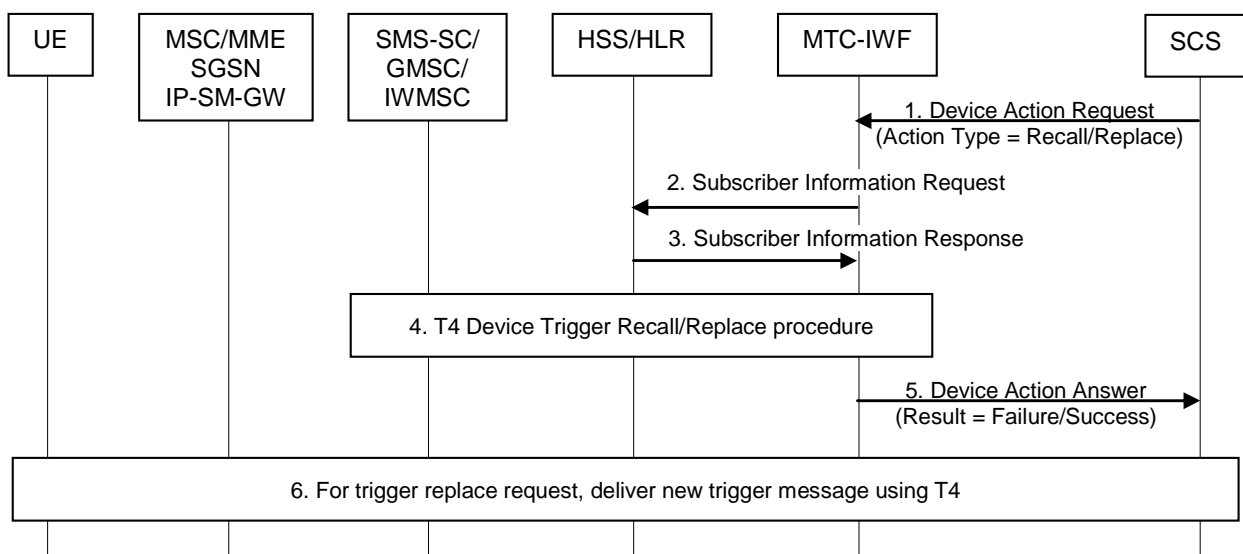 UE
MSC/MME
SGSN
IP-SM-GW
SMS-SC/
GMSC/
IWMSC
HSS/HLR
MTC-IWF
SCS
1. Device Action Request
(Action Type = Recall/Replace)
2. Subscriber Information Request
3. Subscriber Information Response
4. T4 Device Trigger Recall/Replace procedure
5. Device Action Answer
(Result = Failure/Success)
6. For trigger replace request, deliver new trigger message using T4